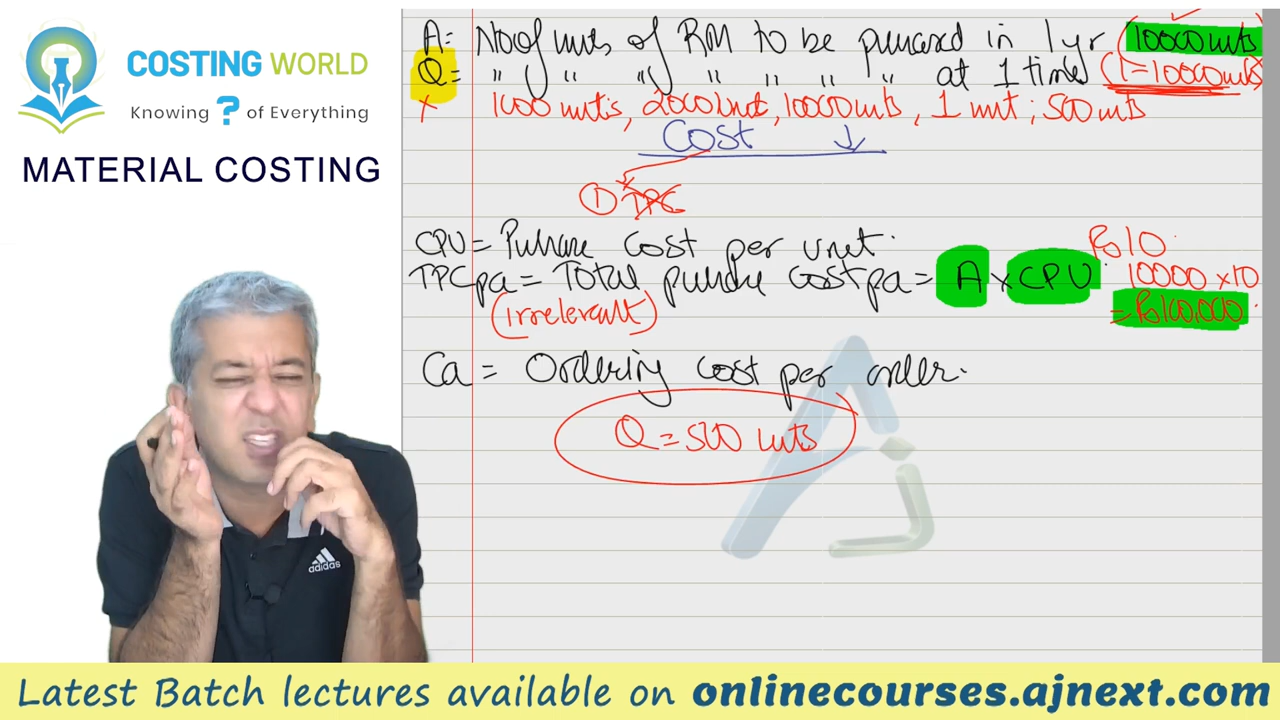 COSTING WORLD
Knowing ? of Everything
MATERIAL COSTING
A = No of units of RM to be purchased in 1 yr (10000 units
Q = " " " " " " " at 1 time (1-10000 units)
1000 units, 2000 unit, 10000 units, 1 unit; 500 units
Cost ↓
① TPC
CPU = Purchase cost per unit.
Rs 10.
TPCpa = Total purchase cost pa = A x CPU.
10000 x 10
(irrelevant)
= Rs 100,000.
Ca = Ordering cost per order.
Q = 500 units
adidas
Latest Batch lectures available on onlinecourses.ajnext.com